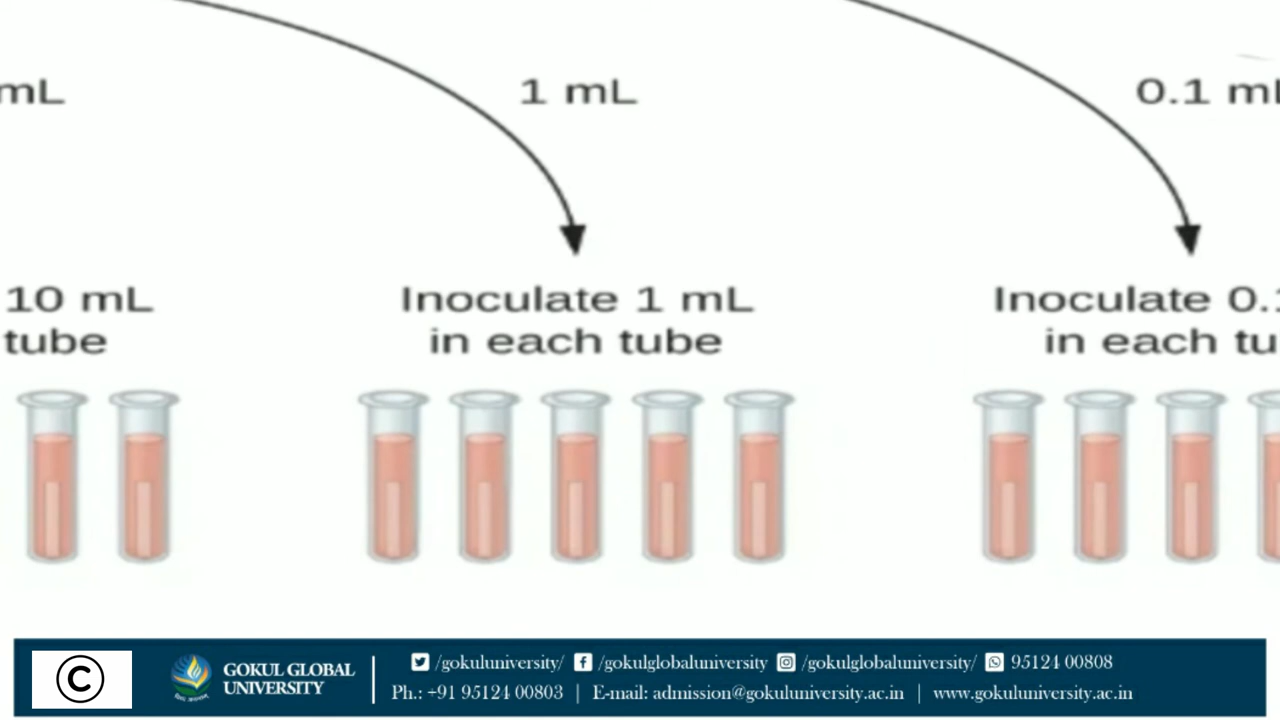 mL
1 mL
0.1 mL
10 mL
tube
Inoculate 1 mL
in each tube
Inoculate 0.1
in each tu
©
GOKUL GLOBAL
UNIVERSITY
/gokuluniversity/ /gokulglobaluniversity /gokulglobaluniversity/ 95124 00808
Ph.: +91 95124 00803 | E-mail: admission@gokuluniversity.ac.in | www.gokuluniversity.ac.in